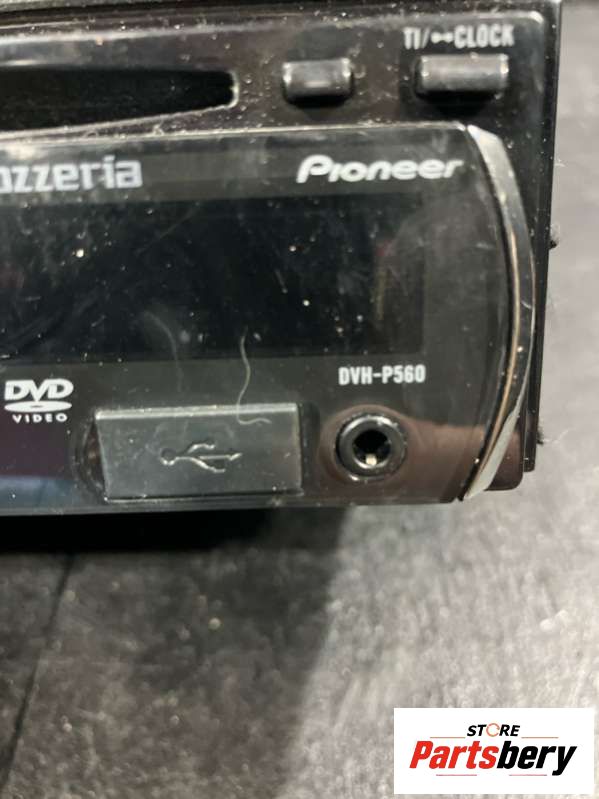 TI/↔CLOCK
ozzeria
Pioneer
DVH-P560
DVD
VIDEO
STORE
Partsbery